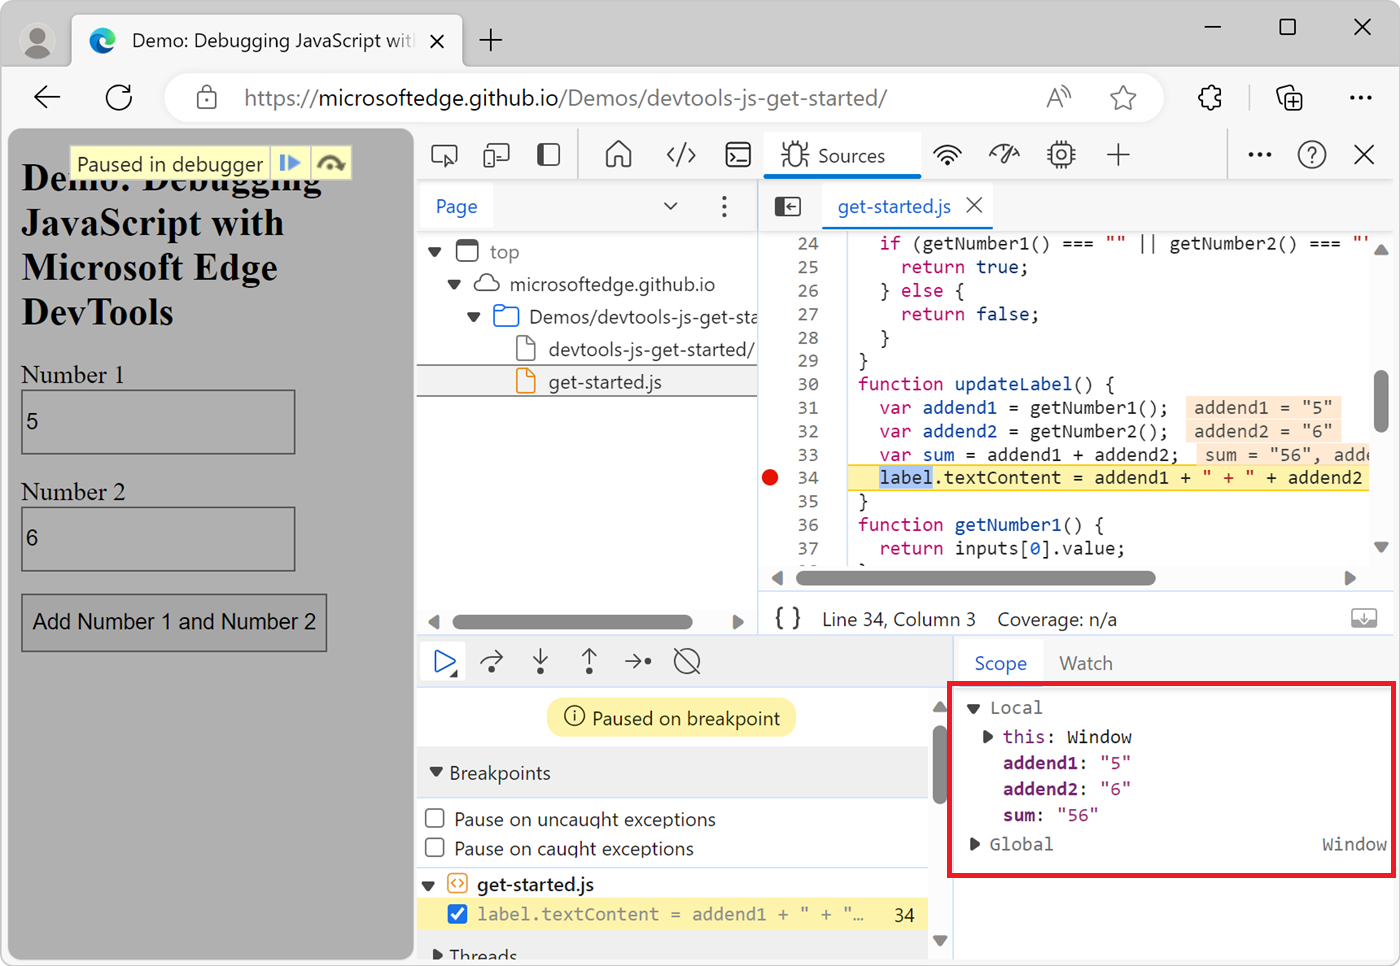 Demo: Debugging JavaScript wit
https://microsoftedge.github.io/Demos/devtools-js-get-started/
Paused in debugger
Demo: Debugging
JavaScript with
Microsoft Edge
DevTools
Number 1
5
Number 2
6
Add Number 1 and Number 2
Sources
Page
top
microsoftedge.github.io
Demos/devtools-js-get-sta
devtools-js-get-started/
get-started.js
get-started.js
24 if (getNumber1() === "" || getNumber2() === "'
25 return true;
26 } else {
27 return false;
28 }
29 }
30 function updateLabel() {
31 var addend1 = getNumber1(); addend1 = "5"
32 var addend2 = getNumber2(); addend2 = "6"
33 var sum = addend1 + addend2; sum = "56", adde
34 label.textContent = addend1 + " + " + addend2
35 }
36 function getNumber1() {
37 return inputs[0].value;
{ } Line 34, Column 3 Coverage: n/a
Paused on breakpoint
Breakpoints
Pause on uncaught exceptions
Pause on caught exceptions
get-started.js
label.textContent = addend1 + " + "… 34
Threads
Scope Watch
Local
this: Window
addend1: "5"
addend2: "6"
sum: "56"
Global Window